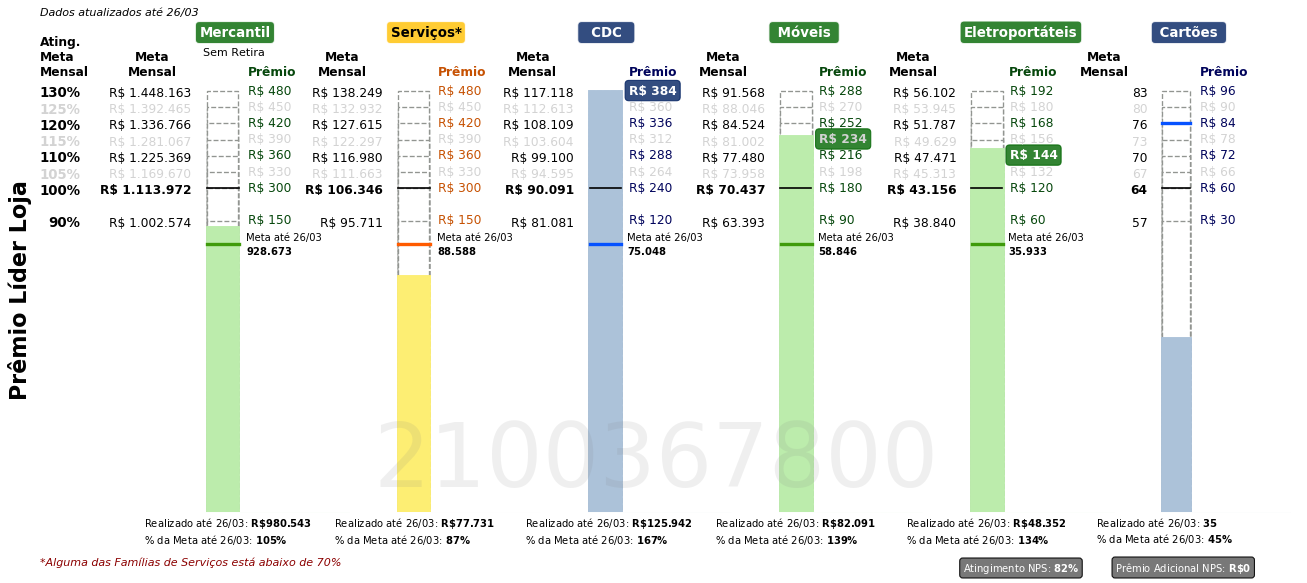 Dados atualizados até 26/03
Mercantil Serviços* CDC Móveis Eletroportáteis Cartões
Sem Retira
Ating. Meta Mensal Meta Mensal Prêmio Meta Mensal Prêmio Meta Mensal Prêmio Meta Mensal Prêmio Meta Mensal Prêmio Meta Mensal Prêmio
130% R$ 1.448.163 R$ 480 R$ 138.249 R$ 480 R$ 117.118 R$ 384 R$ 91.568 R$ 288 R$ 56.102 R$ 192 83 R$ 96
125% R$ 1.392.465 R$ 450 R$ 132.932 R$ 450 R$ 112.613 R$ 360 R$ 88.046 R$ 270 R$ 53.945 R$ 180 80 R$ 90
120% R$ 1.336.766 R$ 420 R$ 127.615 R$ 420 R$ 108.109 R$ 336 R$ 84.524 R$ 252 R$ 51.787 R$ 168 76 R$ 84
115% R$ 1.281.067 R$ 390 R$ 122.297 R$ 390 R$ 103.604 R$ 312 R$ 81.002 R$ 234 R$ 49.629 R$ 156 73 R$ 78
110% R$ 1.225.369 R$ 360 R$ 116.980 R$ 360 R$ 99.100 R$ 288 R$ 77.480 R$ 216 R$ 47.471 R$ 144 70 R$ 72
105% R$ 1.169.670 R$ 330 R$ 111.663 R$ 330 R$ 94.595 R$ 264 R$ 73.958 R$ 198 R$ 45.313 R$ 132 67 R$ 66
100% R$ 1.113.972 R$ 300 R$ 106.346 R$ 300 R$ 90.091 R$ 240 R$ 70.437 R$ 180 R$ 43.156 R$ 120 64 R$ 60
90% R$ 1.002.574 R$ 150 R$ 95.711 R$ 150 R$ 81.081 R$ 120 R$ 63.393 R$ 90 R$ 38.840 R$ 60 57 R$ 30
Meta até 26/03 Meta até 26/03 Meta até 26/03 Meta até 26/03 Meta até 26/03
928.673 88.588 75.048 58.846 35.933
Prêmio Líder Loja
2100367800
Realizado até 26/03: R$980.543 Realizado até 26/03: R$77.731 Realizado até 26/03: R$125.942 Realizado até 26/03: R$82.091 Realizado até 26/03: R$48.352 Realizado até 26/03: 35
% da Meta até 26/03: 105% % da Meta até 26/03: 87% % da Meta até 26/03: 167% % da Meta até 26/03: 139% % da Meta até 26/03: 134% % da Meta até 26/03: 45%
*Alguma das Famílias de Serviços está abaixo de 70% Atingimento NPS: 82% Prêmio Adicional NPS: R$0